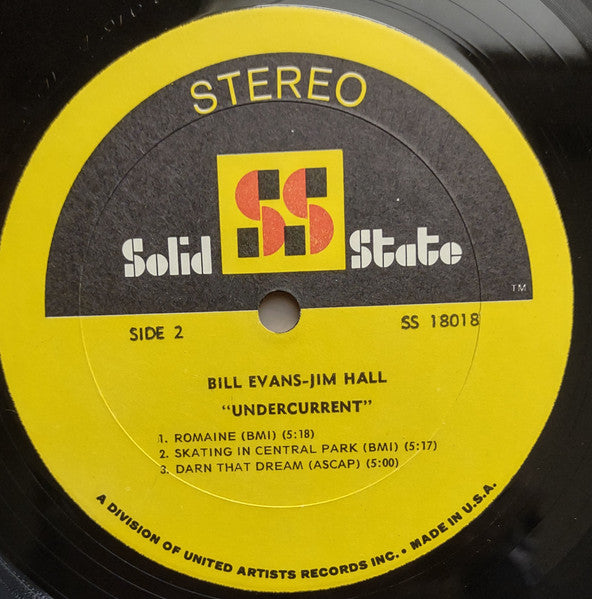 STEREO
SS
Solid State
TM
SIDE 2 SS 18018
BILL EVANS-JIM HALL
"UNDERCURRENT"
1. ROMAINE (BMI) (5:18)
2. SKATING IN CENTRAL PARK (BMI) (5:17)
3. DARN THAT DREAM (ASCAP) (5:00)
A DIVISION OF UNITED ARTISTS RECORDS INC. • MADE IN U.S.A.